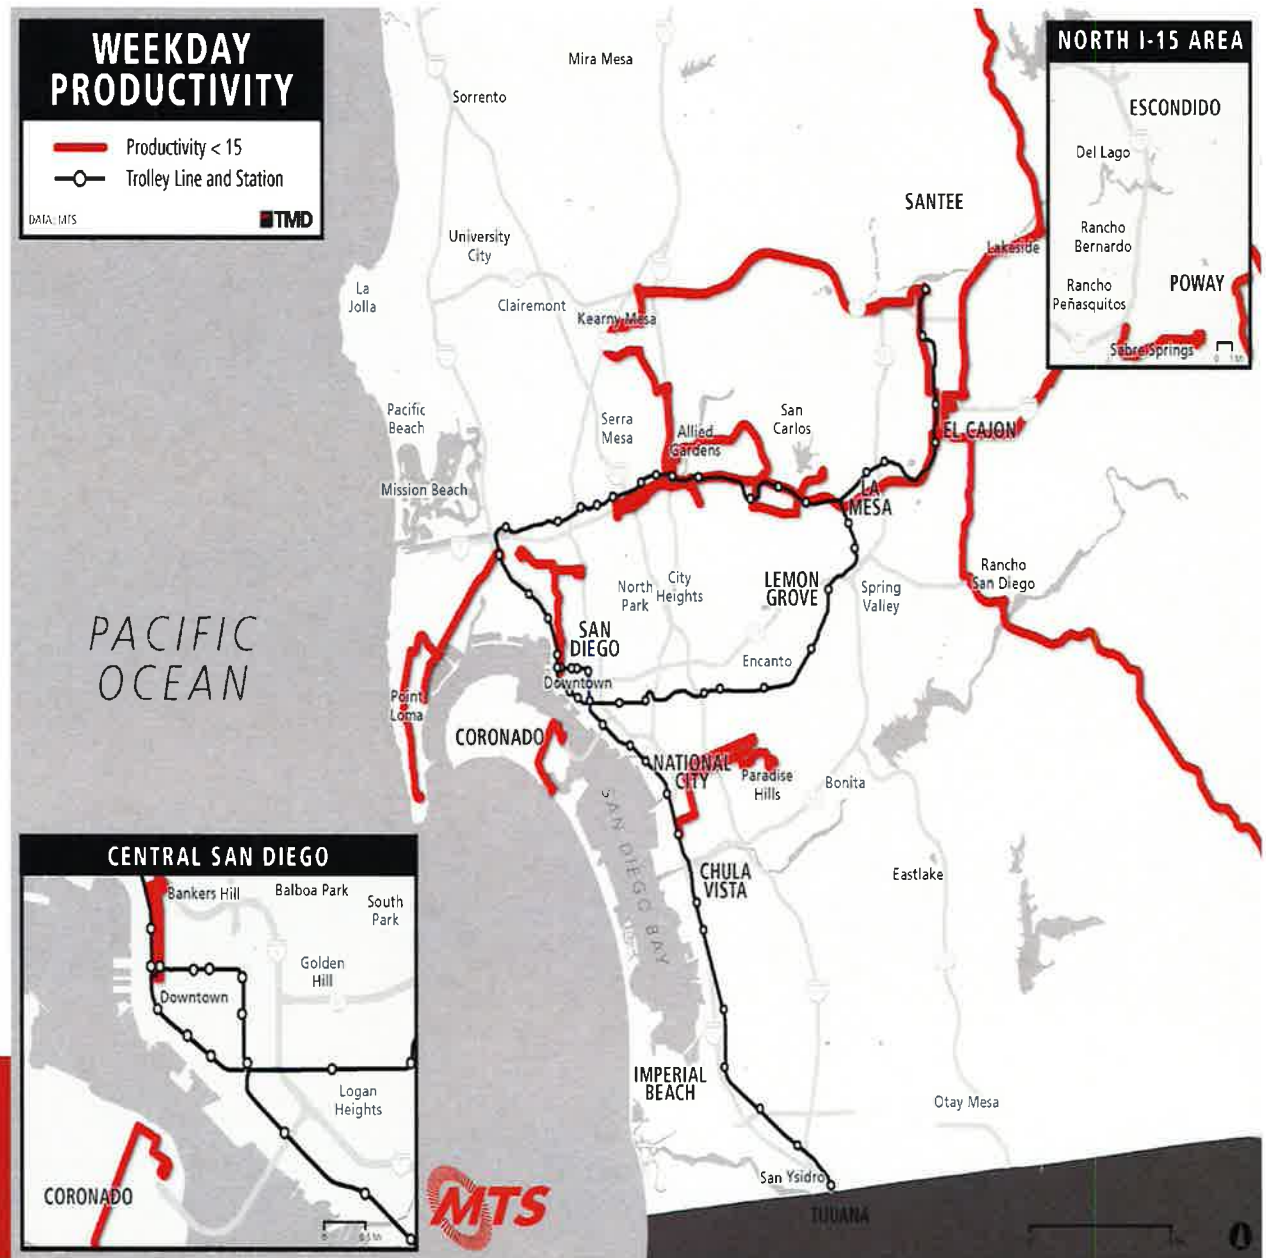 WEEKDAY
PRODUCTIVITY
Productivity < 15
Trolley Line and Station
DATA: MTS
TMD
NORTH I-15 AREA
ESCONDIDO
Del Lago
Rancho
Bernardo
Rancho
Peñasquitos
POWAY
Sabre Springs
Mira Mesa
Sorrento
SANTEE
Lakeside
University
City
La
Jolla
Clairemont
Kearny Mesa
Pacific
Beach
Serra
Mesa
Allied
Gardens
San
Carlos
EL CAJON
Mission Beach
LA
MESA
Rancho
San Diego
North
Park
City
Heights
LEMON
GROVE
Spring
Valley
PACIFIC
OCEAN
SAN
DIEGO
Encanto
Downtown
Point
Loma
CORONADO
NATIONAL
CITY
Paradise
Hills
Bonita
SAN DIEGO BAY
CHULA
VISTA
Eastlake
IMPERIAL
BEACH
Otay Mesa
San Ysidro
TIJUANA
CENTRAL SAN DIEGO
Bankers Hill
Balboa Park
South
Park
Golden
Hill
Downtown
Logan
Heights
CORONADO
MTS